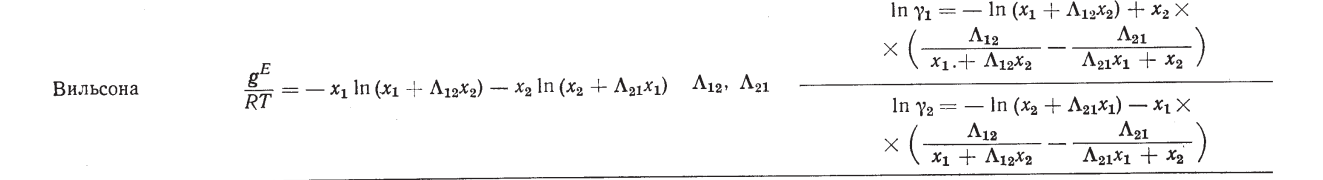 Вильсона
g^E/RT = − x₁ ln (x₁ + Λ₁₂x₂) − x₂ ln (x₂ + Λ₂₁x₁) Λ₁₂, Λ₂₁
ln γ₁ = − ln (x₁ + Λ₁₂x₂) + x₂ ×
× (Λ₁₂/(x₁.+ Λ₁₂x₂) − Λ₂₁/(Λ₂₁x₁ + x₂))
ln γ₂ = − ln (x₂ + Λ₂₁x₁) − x₁ ×
× (Λ₁₂/(x₁ + Λ₁₂x₂) − Λ₂₁/(Λ₂₁x₁ + x₂))